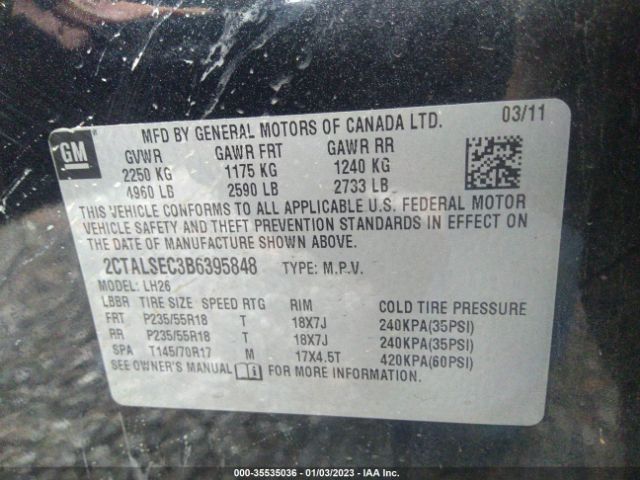 MFD BY GENERAL MOTORS OF CANADA LTD. 03/11
GM
GVWR GAWR FRT GAWR RR
2250 KG 1175 KG 1240 KG
4960 LB 2590 LB 2733 LB
THIS VEHICLE CONFORMS TO ALL APPLICABLE U.S. FEDERAL MOTOR
VEHICLE SAFETY AND THEFT PREVENTION STANDARDS IN EFFECT ON
THE DATE OF MANUFACTURE SHOWN ABOVE.
2CTALSEC3B6395848 TYPE: M.P.V.
MODEL: LH26
LBBR TIRE SIZE SPEED RTG RIM COLD TIRE PRESSURE
FRT P235/55R18 T 18X7J 240KPA(35PSI)
RR P235/55R18 T 18X7J 240KPA(35PSI)
SPA T145/70R17 M 17X4.5T 420KPA(60PSI)
SEE OWNER'S MANUAL FOR MORE INFORMATION.
000-35535036 - 01/03/2023 - IAA Inc.